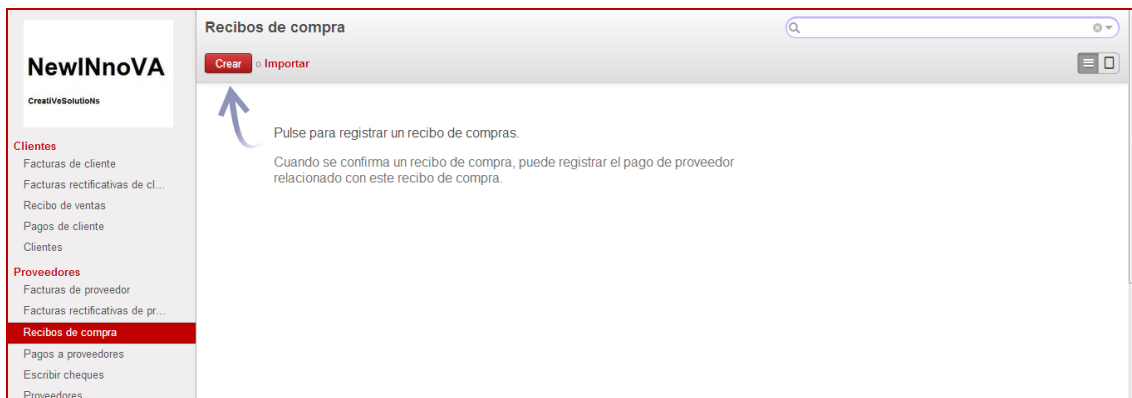 NewINnoVA
CreatiVeSolutioNs
Clientes
Facturas de cliente
Facturas rectificativas de cl...
Recibo de ventas
Pagos de cliente
Clientes
Proveedores
Facturas de proveedor
Facturas rectificativas de pr...
Recibos de compra
Pagos a proveedores
Escribir cheques
Proveedores
Recibos de compra
Crear o Importar
Pulse para registrar un recibo de compras.
Cuando se confirma un recibo de compra, puede registrar el pago de proveedor
relacionado con este recibo de compra.